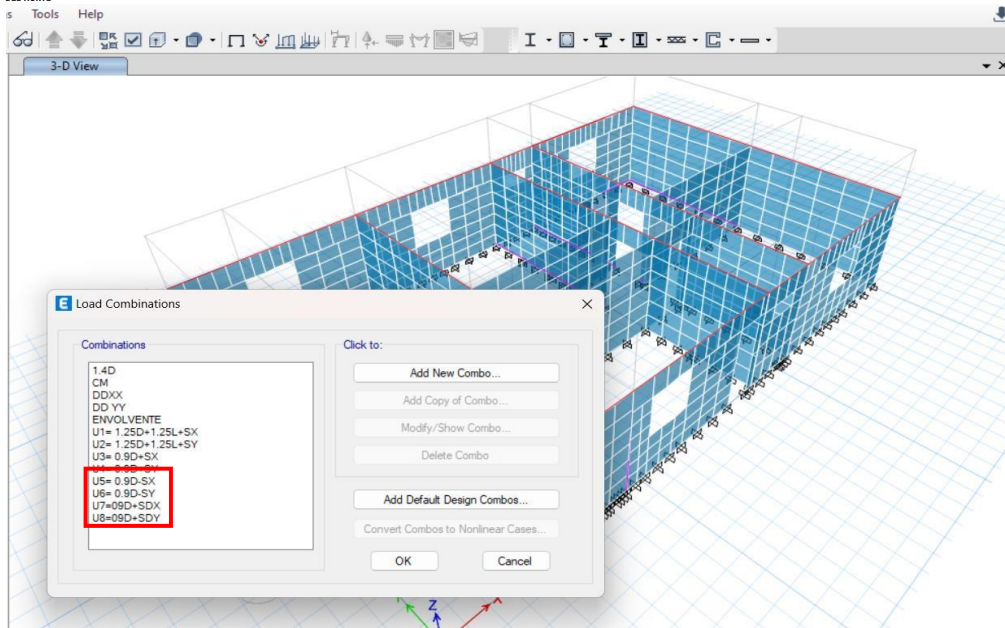 Tools Help
3-D View
E Load Combinations
Combinations
1.4D
CM
DDXX
DD YY
ENVOLVENTE
U1= 1.25D+1.25L+SX
U2= 1.25D+1.25L+SY
U3= 0.9D+SX
U5= 0.9D-SX
U6= 0.9D-SY
U7=09D+SDX
U8=09D+SDY
Click to:
Add New Combo...
Add Copy of Combo...
Modify/Show Combo...
Delete Combo
Add Default Design Combos...
Convert Combos to Nonlinear Cases...
OK Cancel
Z
X